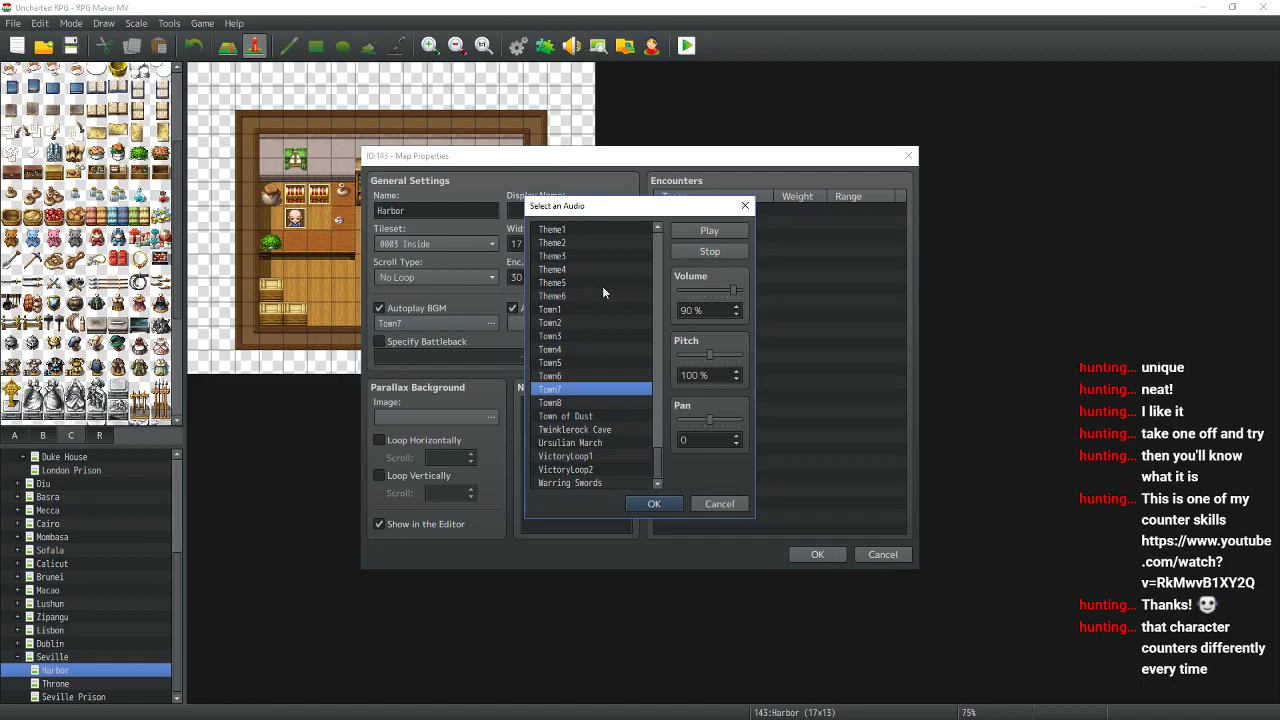 Uncharted RPG - RPG Maker MV
File Edit Mode Draw Scale Tools Game Help
A B C R
Duke House
London Prison
Diu
Basra
Mecca
Cairo
Mombasa
Sofala
Calicut
Brunei
Macao
Lushun
Zipangu
Lisbon
Dublin
Seville
Harbor
Throne
Seville Prison
ID:143 - Map Properties
General Settings
Name:
Harbor
Tileset:
0003 Inside
17
Scroll Type:
Enc.
No Loop
30
Autoplay BGM
Town7
Specify Battleback
Parallax Background
Image:
Loop Horizontally
Scroll:
Loop Vertically
Scroll:
Show in the Editor
Encounters
Weight Range
OK Cancel
Select an Audio
Theme1
Theme2
Theme3
Theme4
Theme5
Theme6
Town1
Town2
Town3
Town4
Town5
Town6
Town7
Town8
Town of Dust
Twinklerock Cave
Ursulian March
VictoryLoop1
VictoryLoop2
Warring Swords
Play
Stop
Volume
90 %
Pitch
100 %
Pan
0
OK Cancel
hunting... unique
hunting... neat!
hunting... I like it
hunting... take one off and try
hunting... then you'll know
what it is
hunting... This is one of my
counter skills
https://www.youtube
.com/watch?
v=RkMwvB1XY2Q
hunting... Thanks!
hunting... that character
counters differently
every time
143:Harbor (17x13) 75%